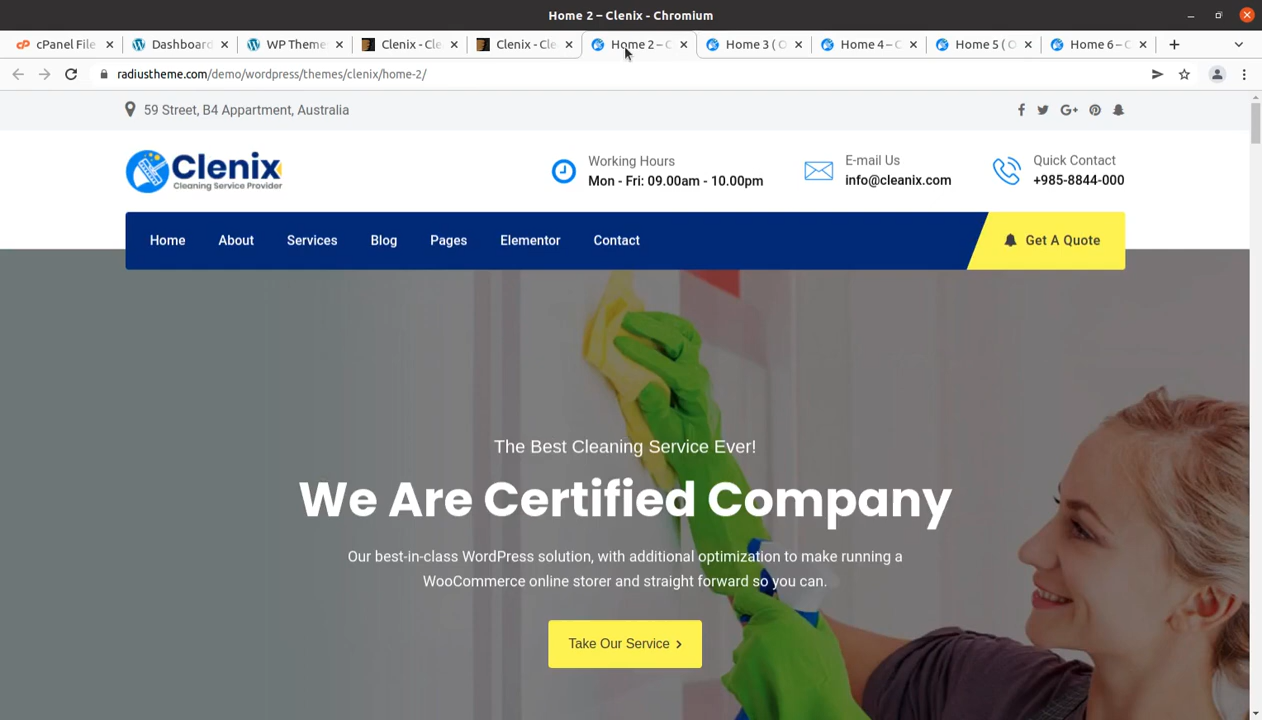 Home 2 – Clenix - Chromium
cPanel File
Dashboard
WP Theme
Clenix - Cle
Clenix - Cle
Home 2 – C
Home 3 ( O
Home 4 – C
Home 5 ( O
Home 6 – C
radiustheme.com/demo/wordpress/themes/clenix/home-2/
59 Street, B4 Appartment, Australia
Clenix
Cleaning Service Provider
Working Hours
Mon - Fri: 09.00am - 10.00pm
E-mail Us
info@cleanix.com
Quick Contact
+985-8844-000
Home About Services Blog Pages Elementor Contact
Get A Quote
The Best Cleaning Service Ever!
We Are Certified Company
Our best-in-class WordPress solution, with additional optimization to make running a
WooCommerce online storer and straight forward so you can.
Take Our Service